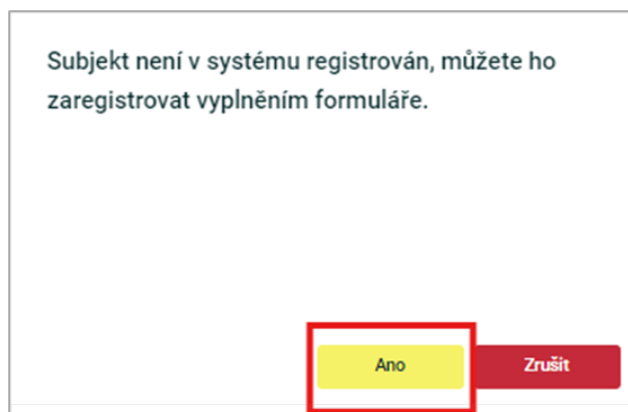 Subjekt není v systému registrován, můžete ho
zaregistrovat vyplněním formuláře.
Ano
Zrušit